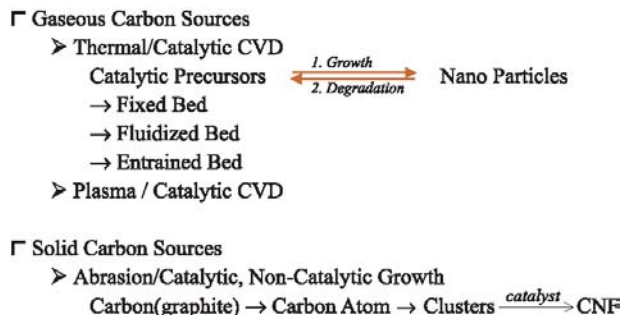 ┌ Gaseous Carbon Sources
➢ Thermal/Catalytic CVD
1. Growth
Catalytic Precursors ⇄ Nano Particles
2. Degradation
→ Fixed Bed
→ Fluidized Bed
→ Entrained Bed
➢ Plasma / Catalytic CVD
┌ Solid Carbon Sources
➢ Abrasion/Catalytic, Non-Catalytic Growth
Carbon(graphite) → Carbon Atom → Clusters catalyst → CNF